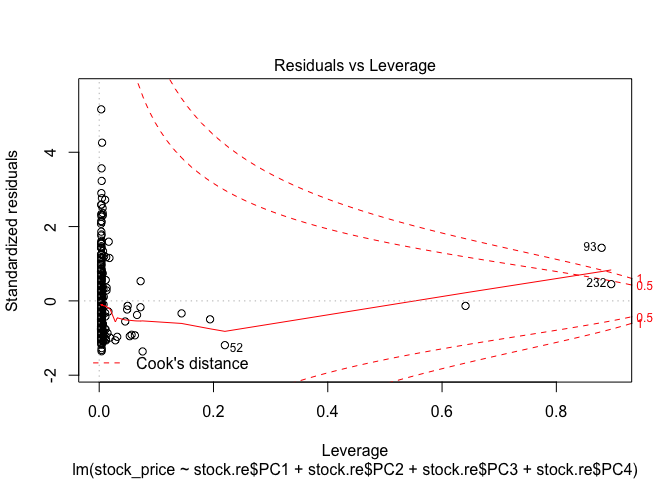 Residuals vs Leverage
Standardized residuals
4
2
0
-2
93
232
52
1
0.5
0.5
1
Cook's distance
0.0 0.2 0.4 0.6 0.8
Leverage
lm(stock_price ~ stock.re$PC1 + stock.re$PC2 + stock.re$PC3 + stock.re$PC4)